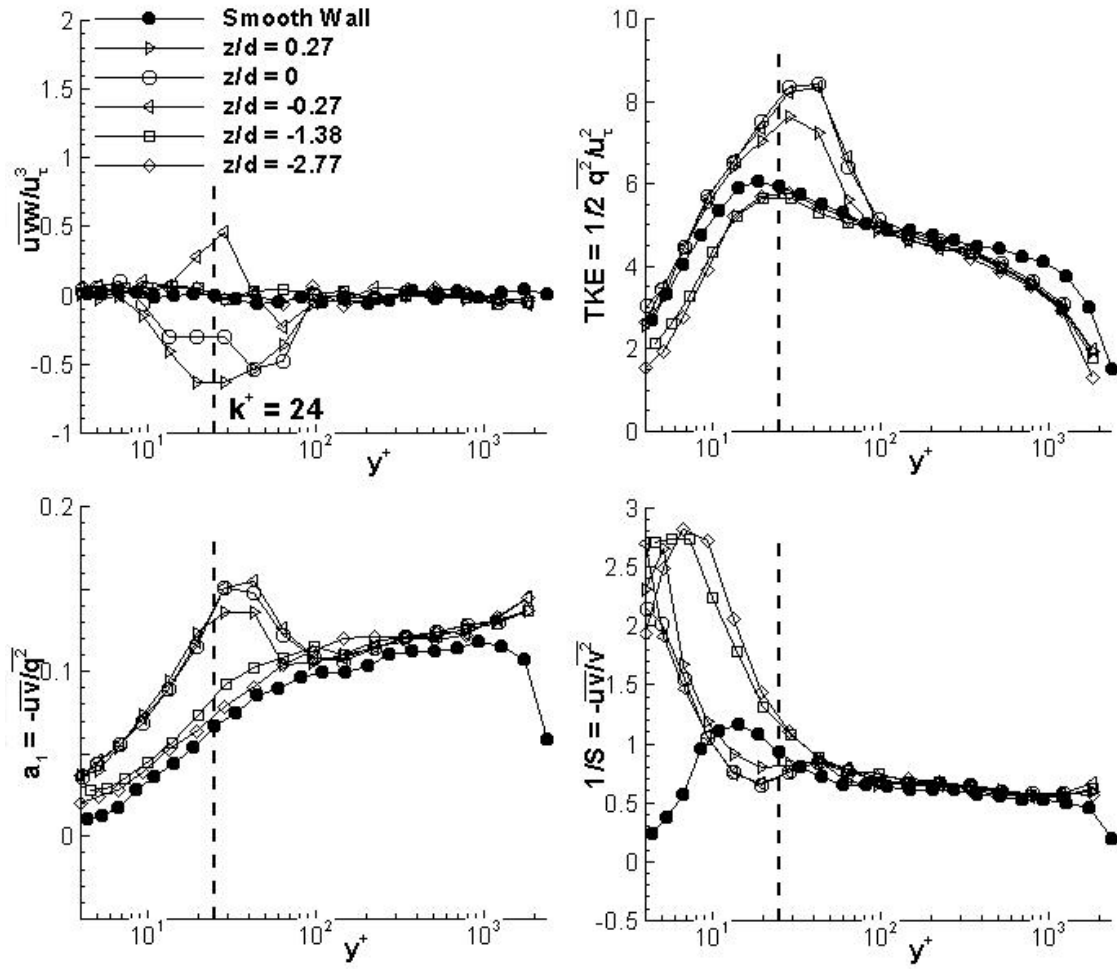 2
1.5
1
0.5
0
-0.5
-1
uvw/u_τ^3
Smooth Wall
z/d = 0.27
z/d = 0
z/d = -0.27
z/d = -1.38
z/d = -2.77
k^+ = 24
10^1
10^2
10^3
y^+
10
8
6
4
2
0
TKE = 1/2 q^2/u_τ^2
10^1
10^2
10^3
y^+
0.2
0.1
0
a_1 = -uv/q^2
10^1
10^2
10^3
y^+
3
2.5
2
1.5
1
0.5
0
-0.5
1/S = -uv/v^2
10^1
10^2
10^3
y^+